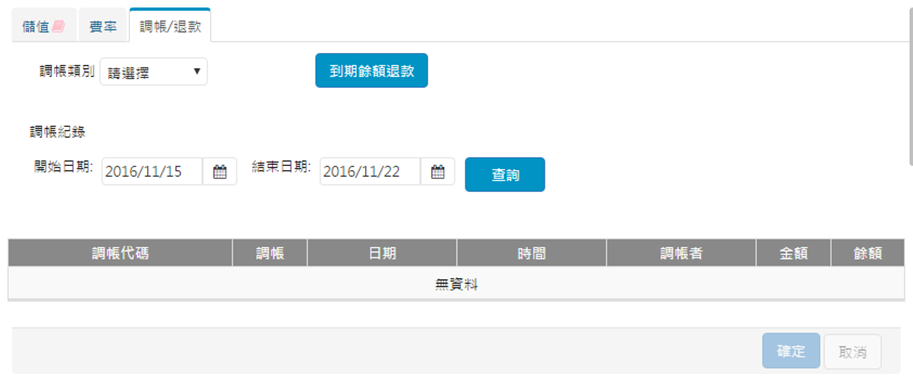 儲值 費率 調帳/退款
調帳類別 請選擇 到期餘額退款
調帳紀錄
開始日期: 2016/11/15 結束日期: 2016/11/22 查詢
調帳代碼 調帳 日期 時間 調帳者 金額 餘額
無資料
確定 取消